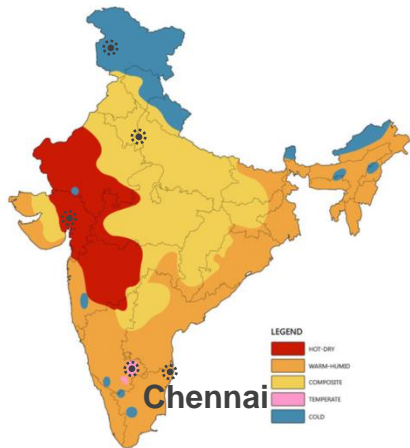 LEGEND
HOT-DRY
WARM-HUMID
COMPOSITE
TEMPERATE
COLD
Chennai